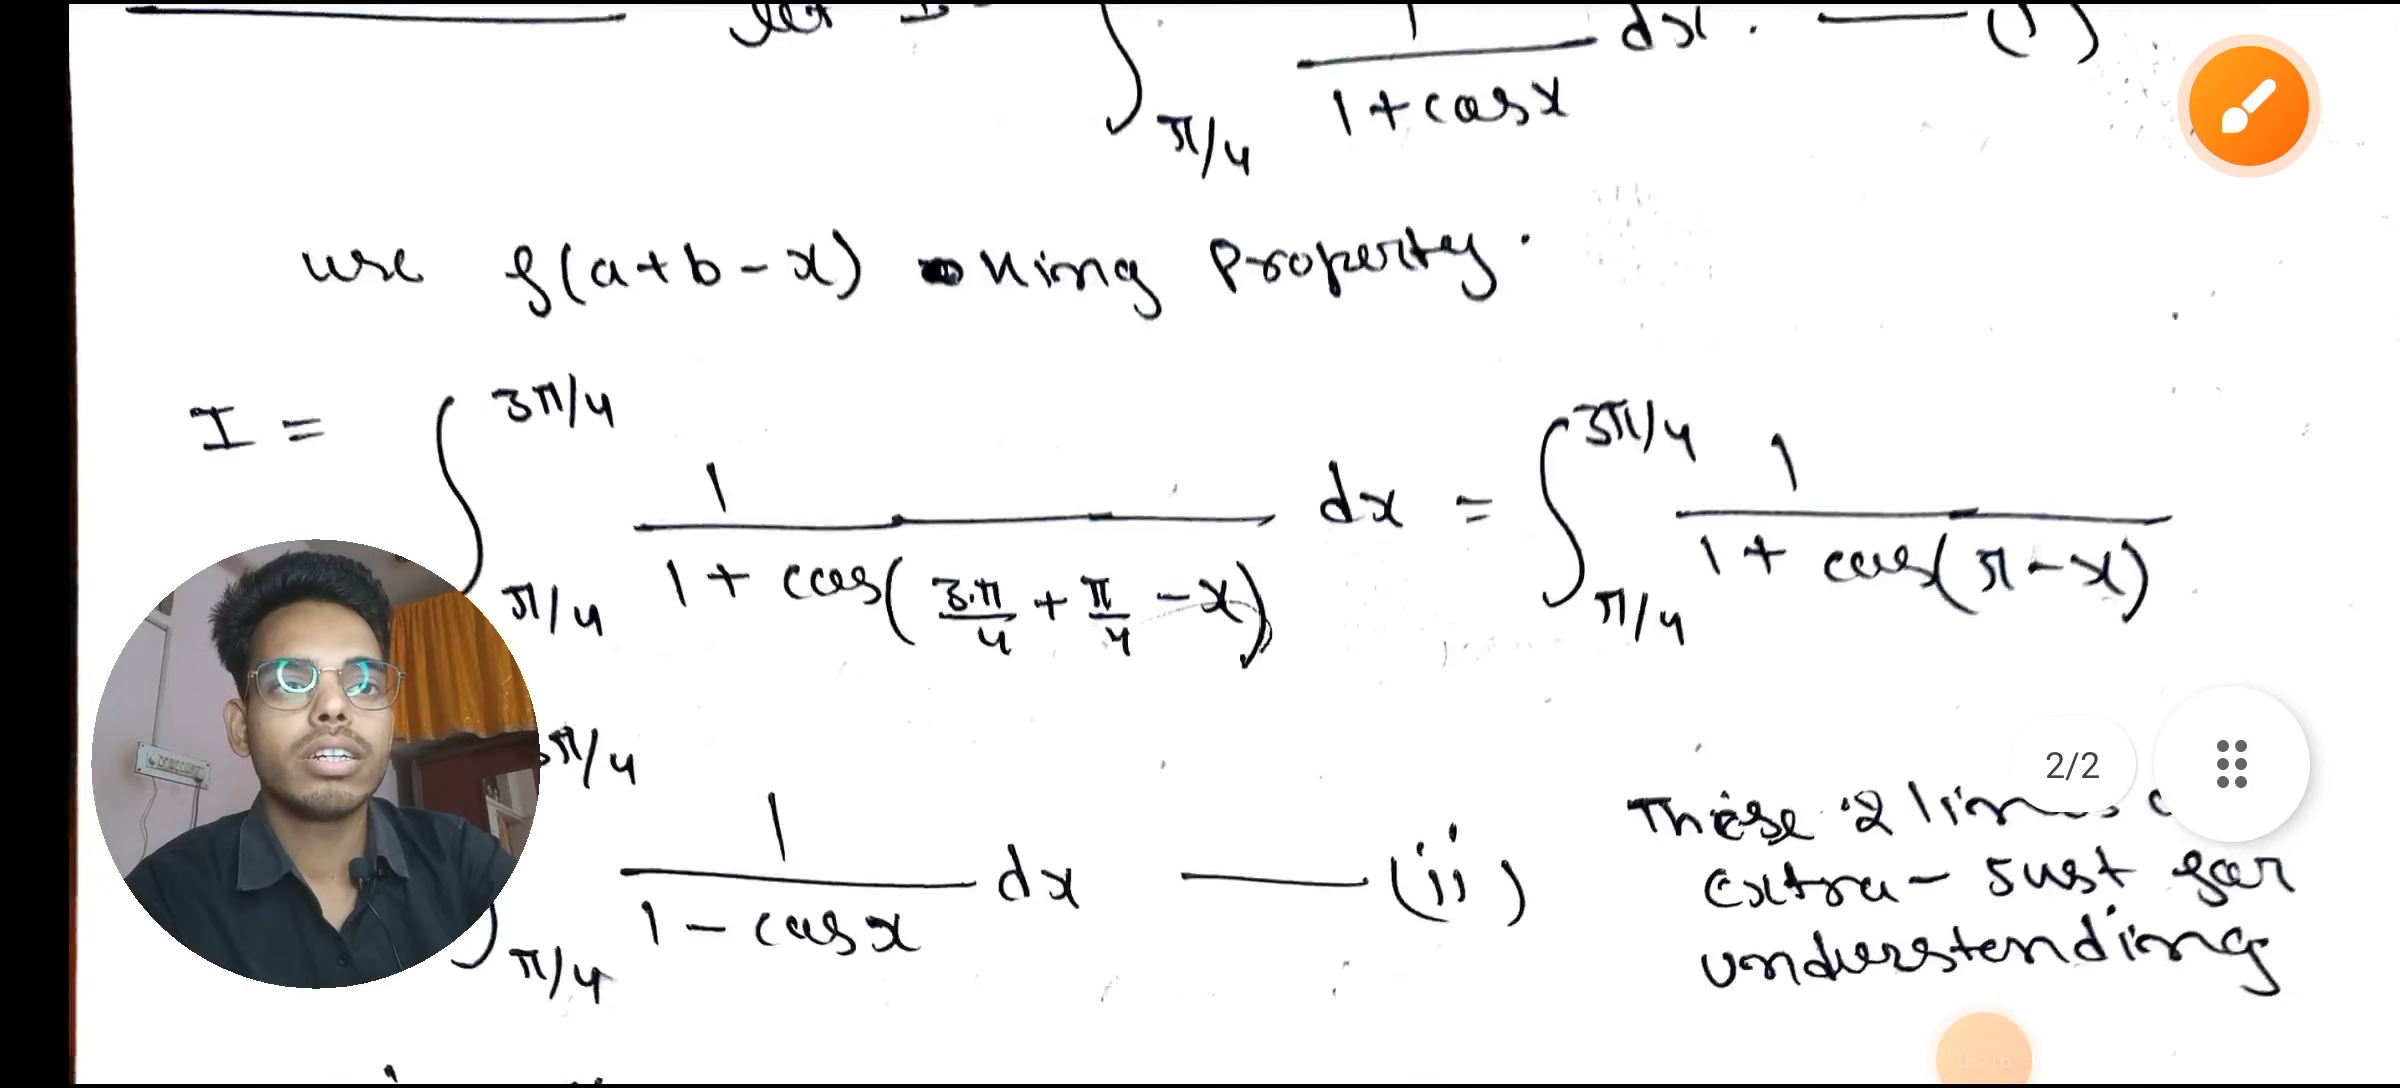 let I = ∫ π/4 1/(1+cosx) dx. — (i)
use f(a+b-x) King Property.
I = ∫ π/4 3π/4 1/(1 + cos(3π/4 + π/4 - x)) dx = ∫ π/4 3π/4 1/(1 + cos(π-x))
∫ π/4 3π/4 1/(1 - cosx) dx — (ii)
2/2
These 2
extra - Just for
understending